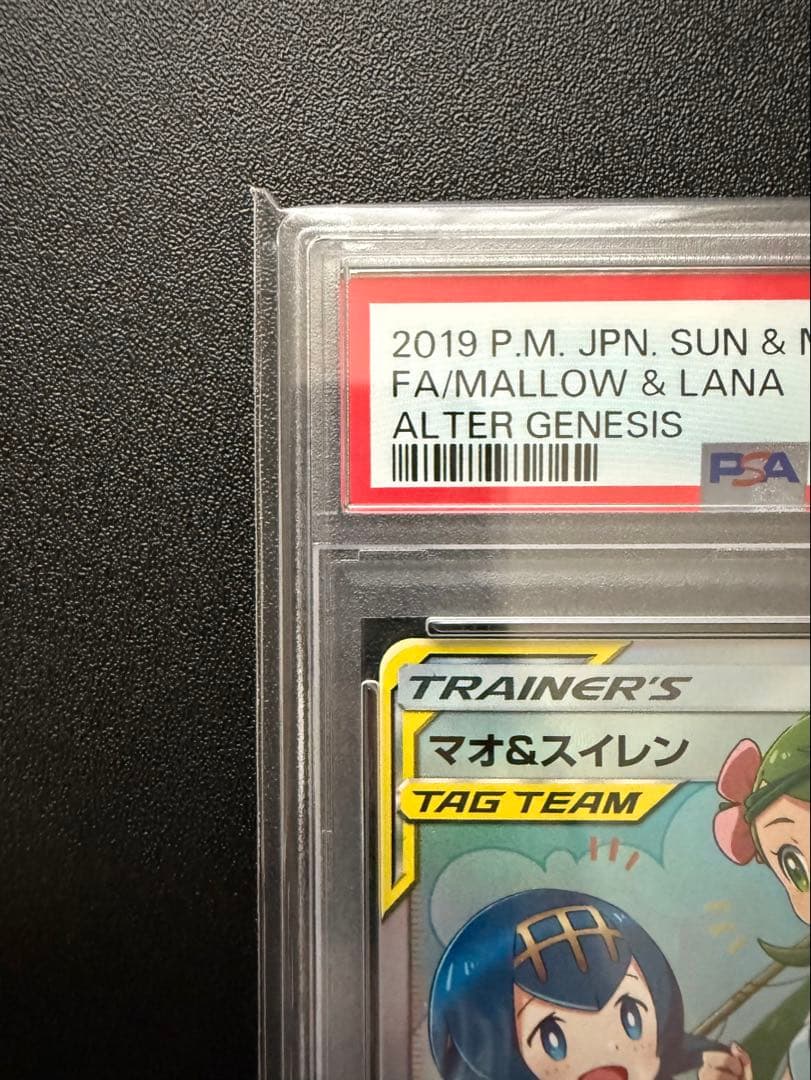 2019 P.M. JPN. SUN &
FA/MALLOW & LANA
ALTER GENESIS
PSA
TRAINER'S
マオ&スイレン
TAG TEAM